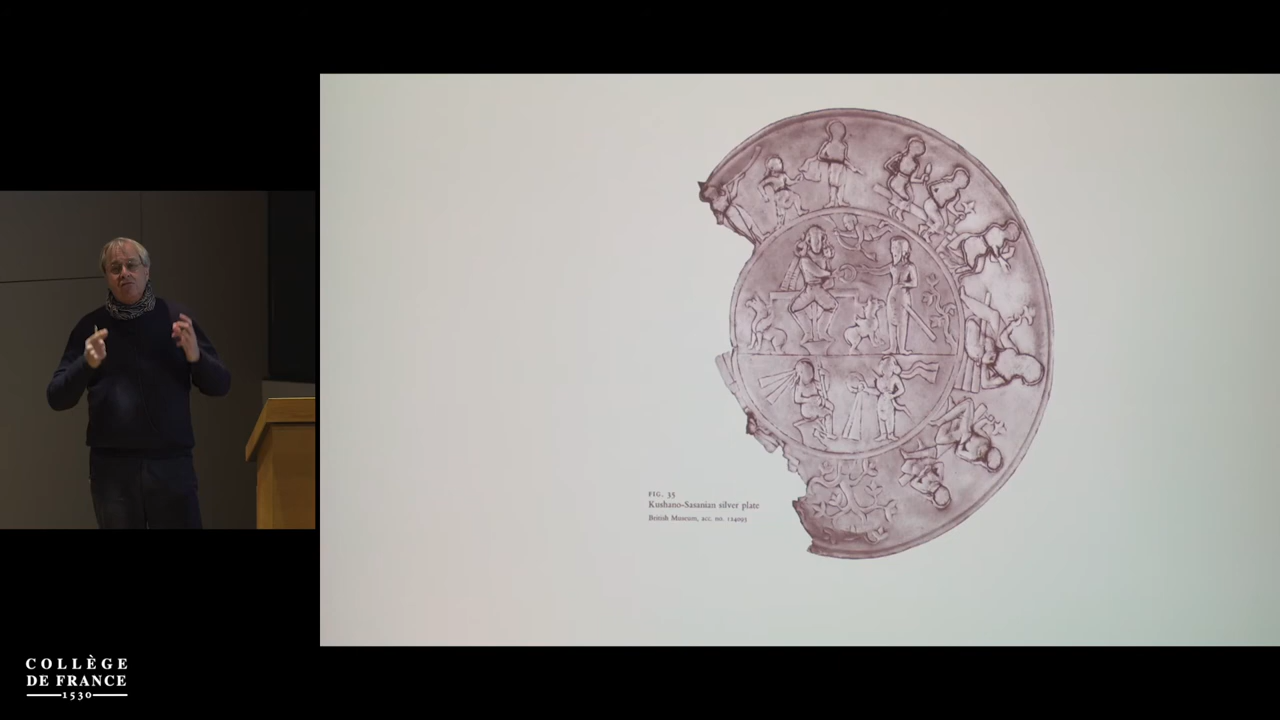 FIG. 35
Kushano-Sasanian silver plate
British Museum, acc. no. 124093
COLLÈGE
DE FRANCE
1530